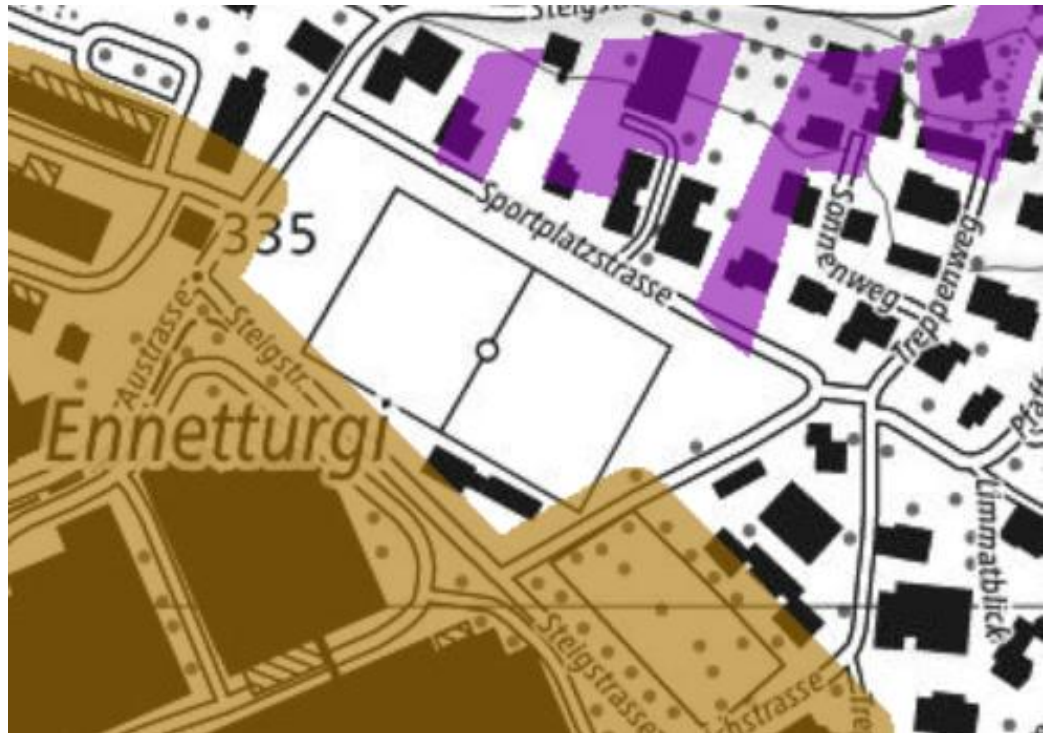 335
Sportplatzstrasse
Sonnenweg
Treppenweg
Austrasse
Steigstr.
Ennetturgi
Limmatblick
Steigstrasse